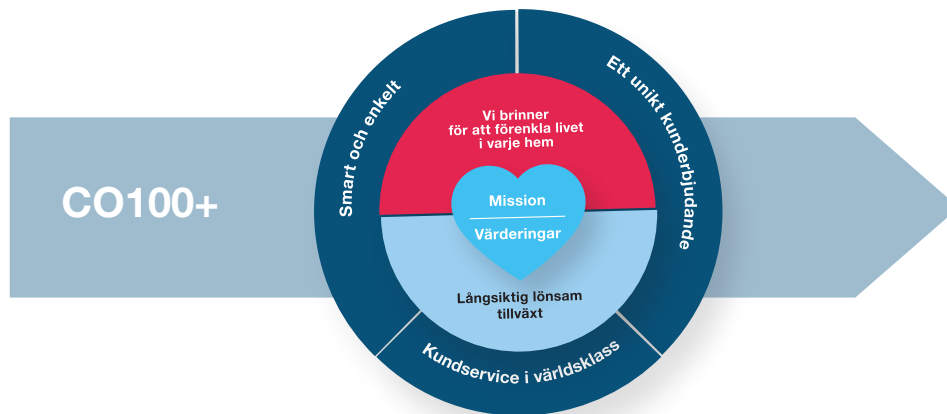 CO100+
Smart och enkelt
Ett unikt kunderbjudande
Kundservice i världsklass
Vi brinner
för att förenkla livet
i varje hem
Mission
Värderingar
Långsiktig lönsam
tillväxt